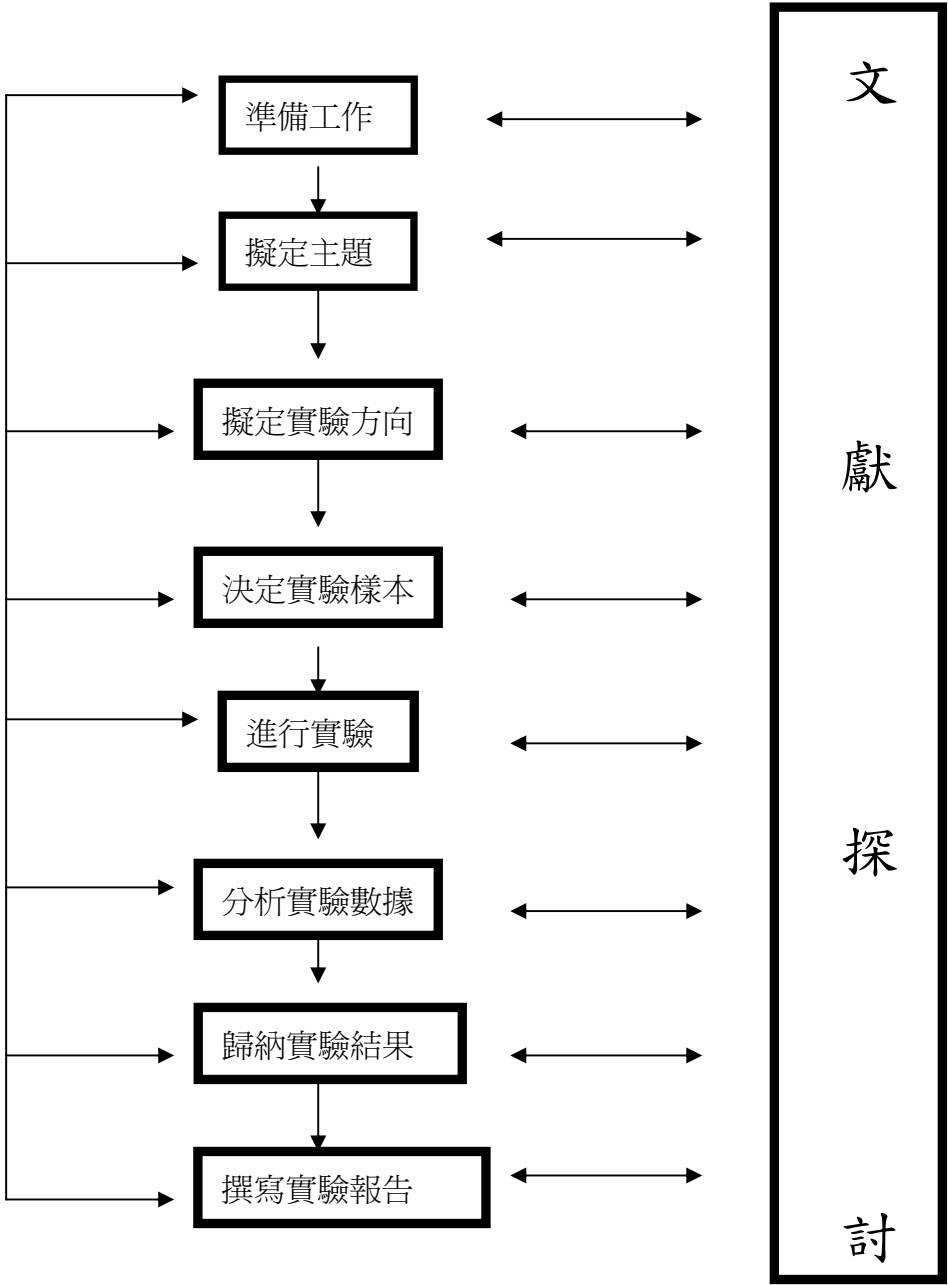 準備工作
擬定主題
擬定實驗方向
決定實驗樣本
進行實驗
分析實驗數據
歸納實驗結果
撰寫實驗報告
文
獻
探
討